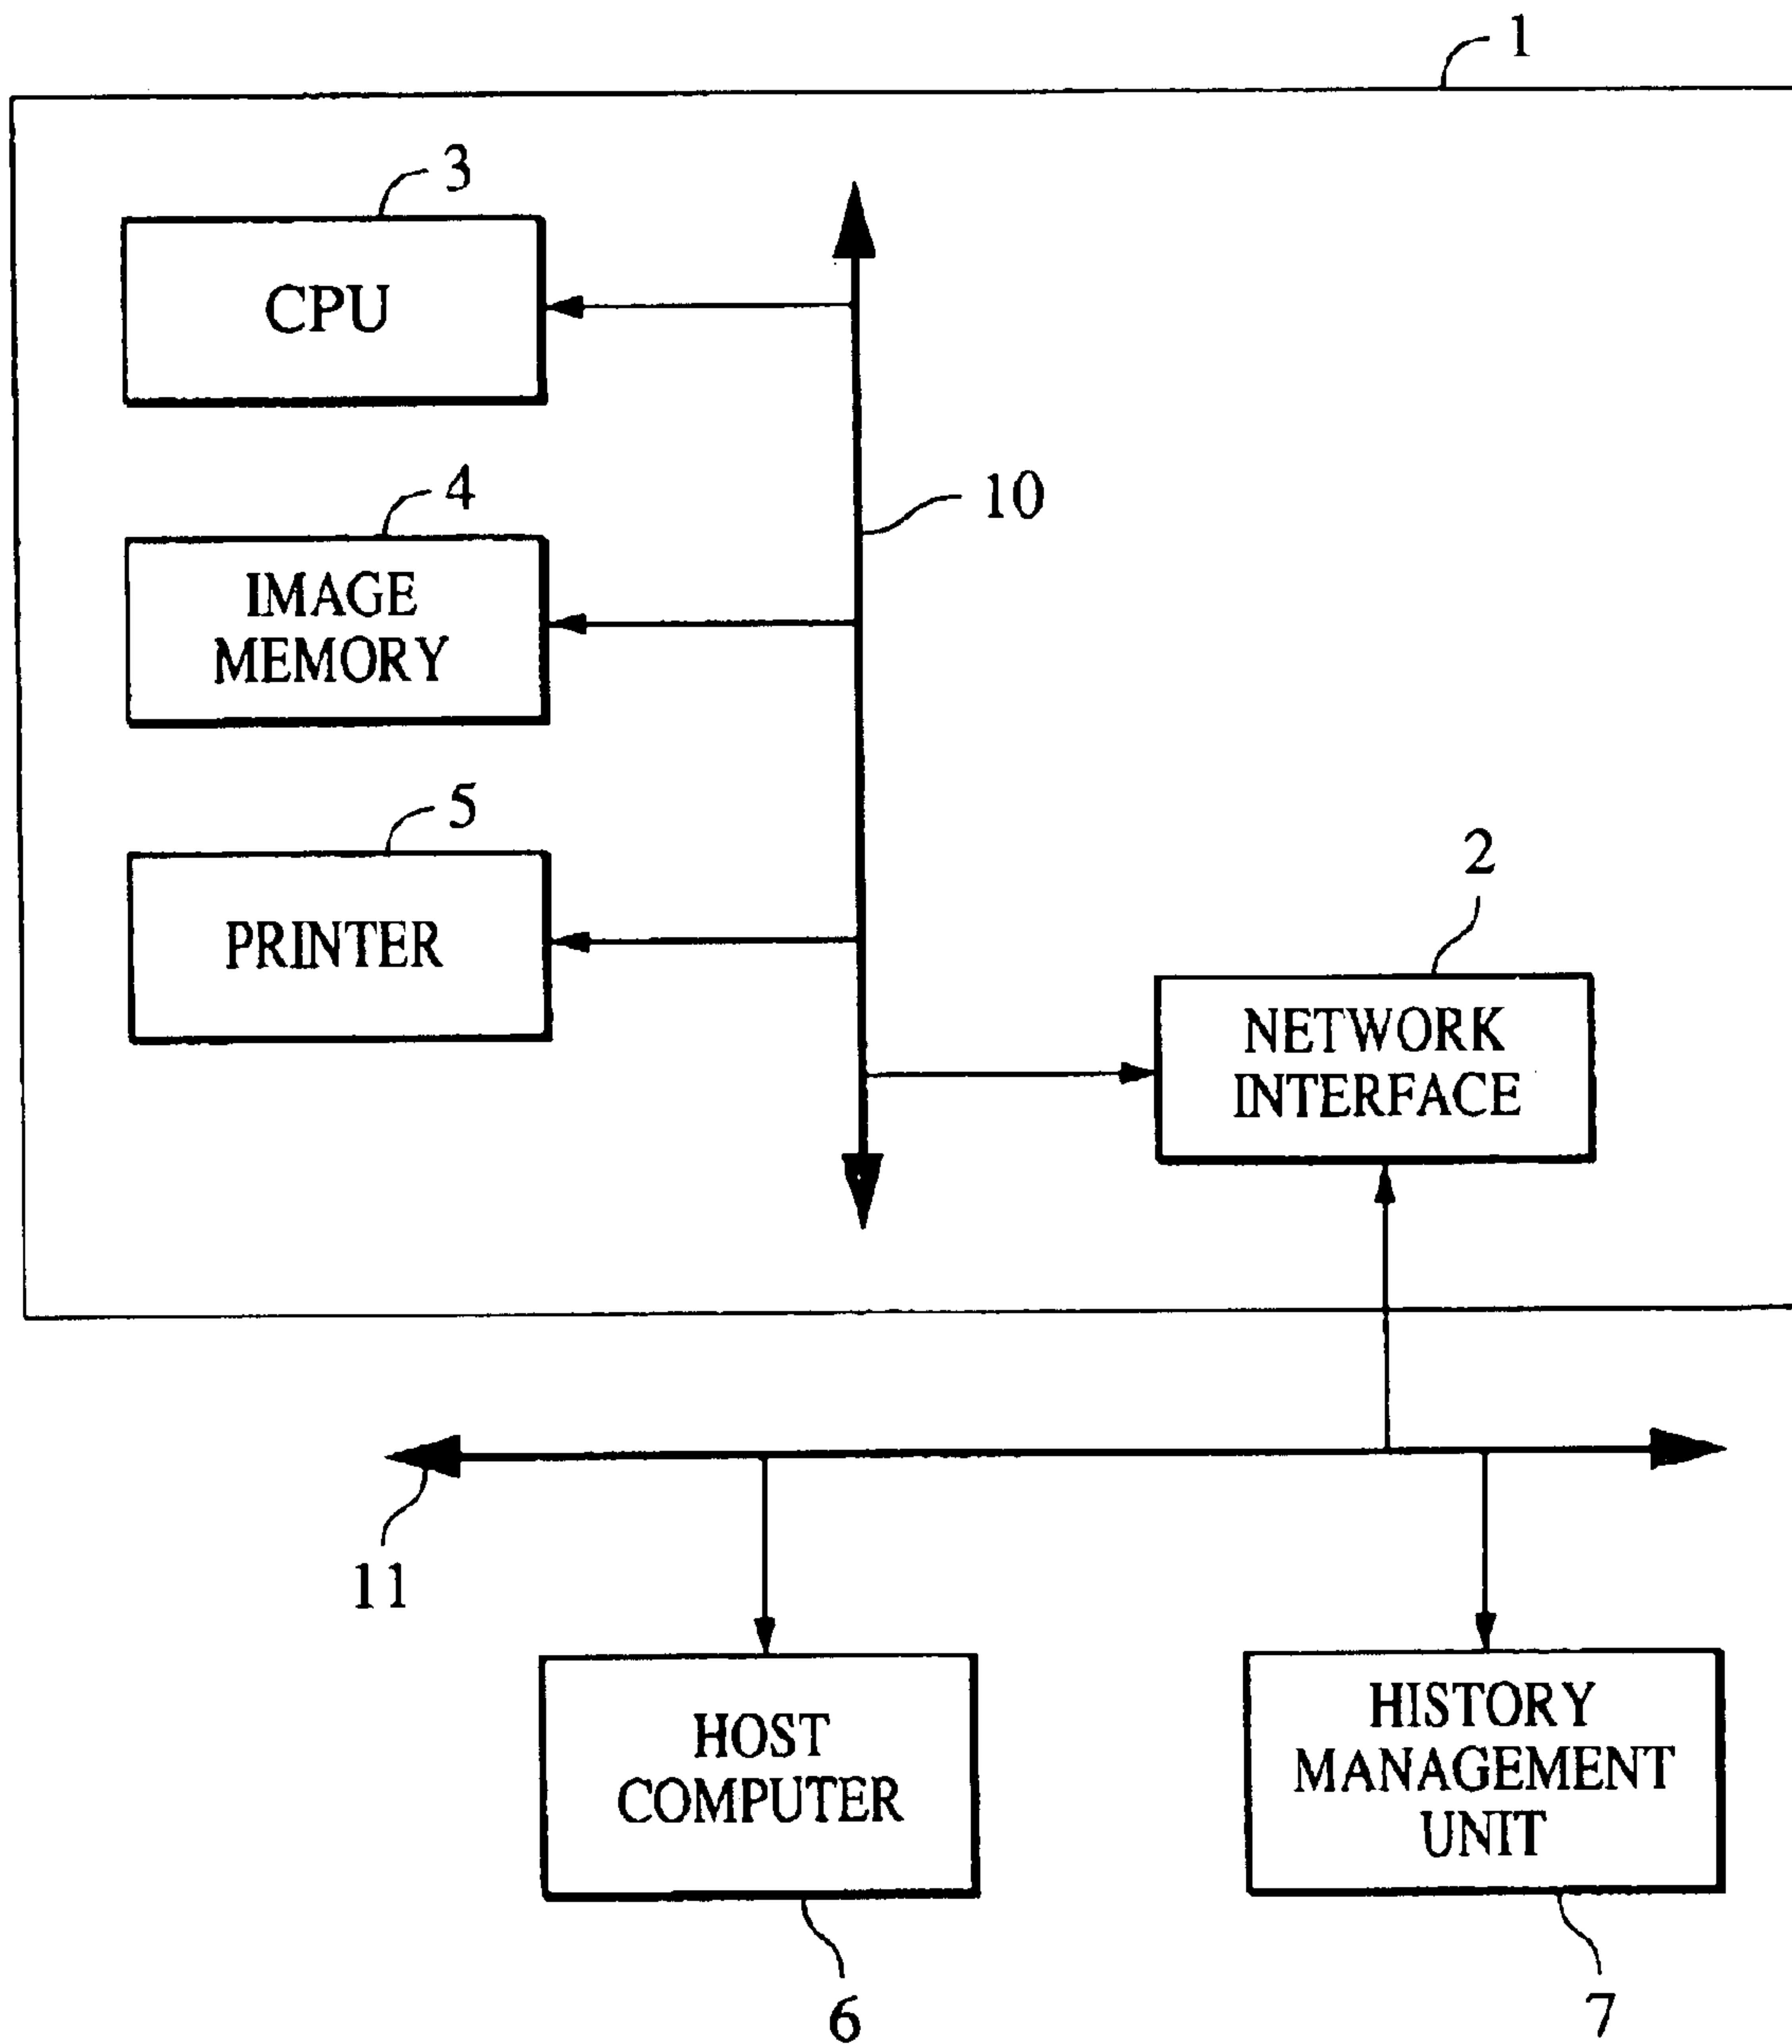 1
3
CPU
4
IMAGE
MEMORY
10
5
PRINTER
2
NETWORK
INTERFACE
11
HOST
COMPUTER
6
HISTORY
MANAGEMENT
UNIT
7